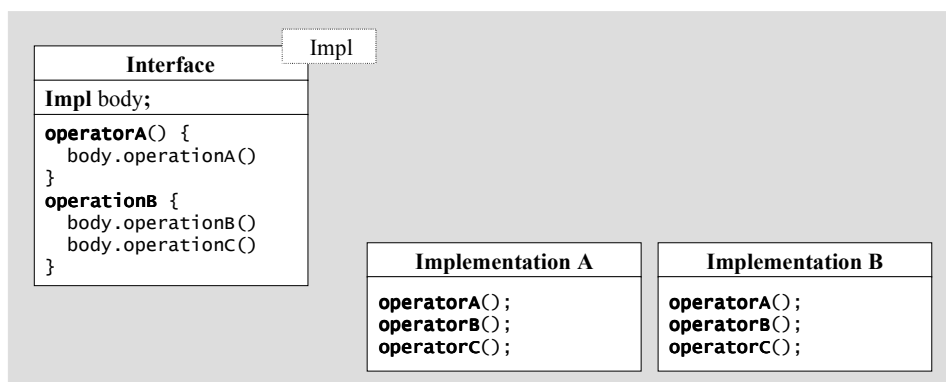 Impl
Interface
Impl body;
operatorA() {
body.operationA()
}
operationB {
body.operationB()
body.operationC()
}
Implementation A
operatorA();
operatorB();
operatorC();
Implementation B
operatorA();
operatorB();
operatorC();